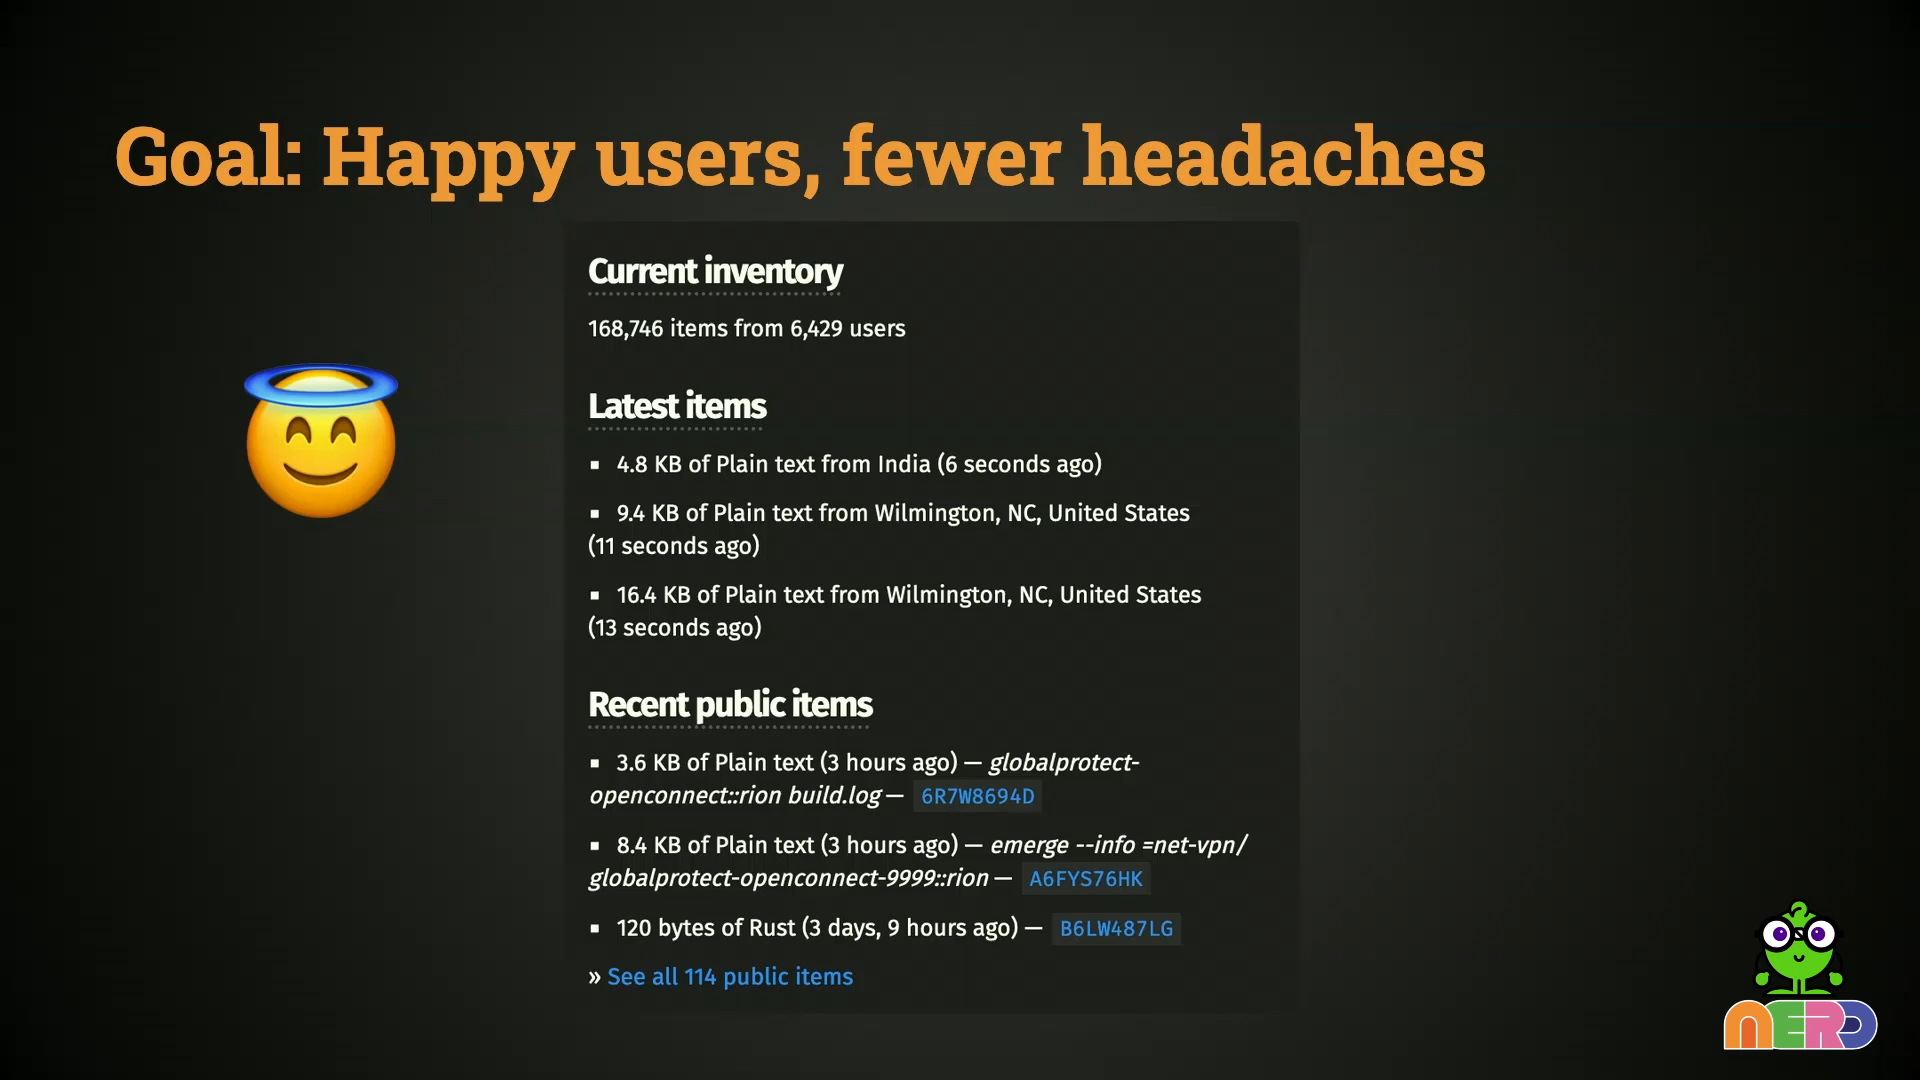 Goal: Happy users, fewer headaches
Current inventory
168,746 items from 6,429 users
Latest items
▪ 4.8 KB of Plain text from India (6 seconds ago)
▪ 9.4 KB of Plain text from Wilmington, NC, United States
(11 seconds ago)
▪ 16.4 KB of Plain text from Wilmington, NC, United States
(13 seconds ago)
Recent public items
▪ 3.6 KB of Plain text (3 hours ago) — globalprotect-
openconnect::rion build.log — 6R7W8694D
▪ 8.4 KB of Plain text (3 hours ago) — emerge --info =net-vpn/
globalprotect-openconnect-9999::rion — A6FYS76HK
▪ 120 bytes of Rust (3 days, 9 hours ago) — B6LW487LG
» See all 114 public items
NERD